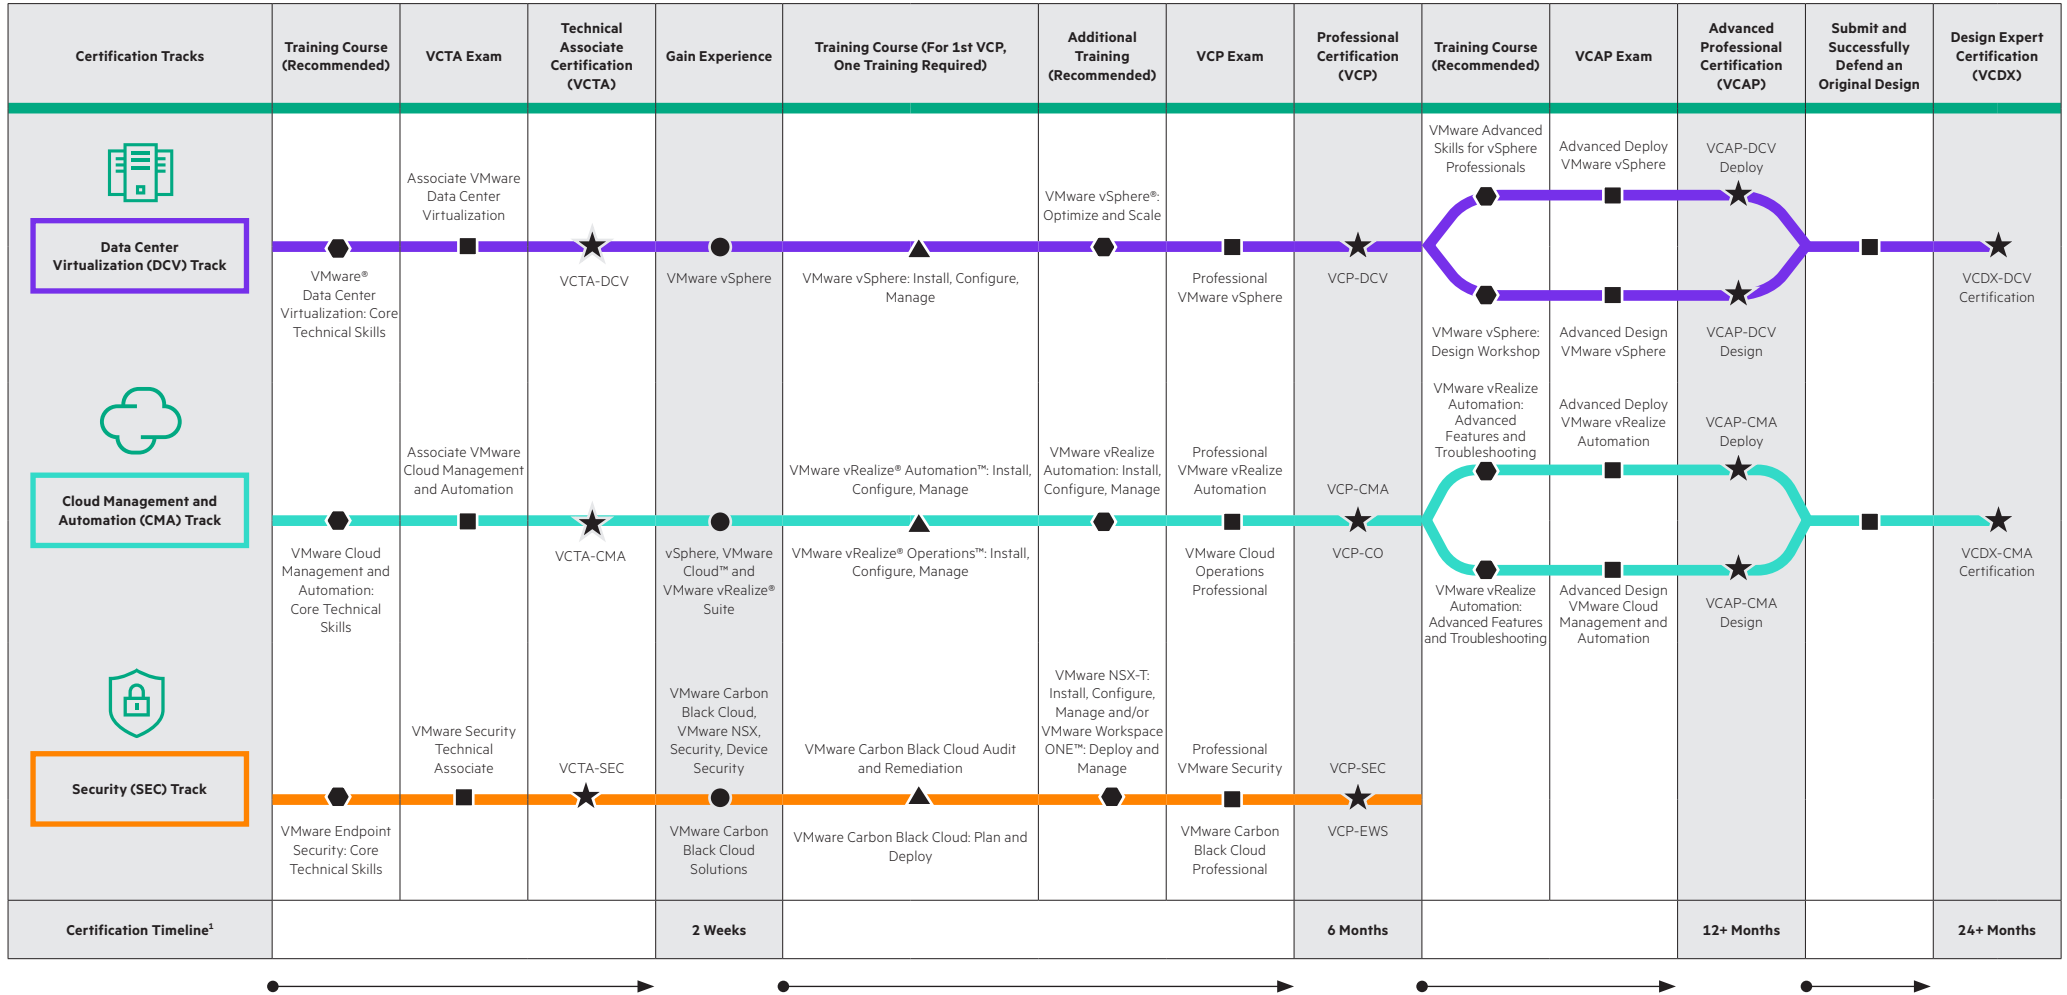 Certification Tracks
Training Course
(Recommended)
VCTA Exam
Technical
Associate
Certification
(VCTA)
Gain Experience
Training Course (For 1st VCP,
One Training Required)
Additional
Training
(Recommended)
VCP Exam
Professional
Certification
(VCP)
Training Course
(Recommended)
VCAP Exam
Advanced
Professional
Certification
(VCAP)
Submit and
Successfully
Defend an
Original Design
Design Expert
Certification
(VCDX)
Data Center
Virtualization (DCV) Track
VMware®
Data Center
Virtualization: Core
Technical Skills
Associate VMware
Data Center
Virtualization
VCTA-DCV
VMware vSphere
VMware vSphere: Install, Configure,
Manage
VMware vSphere®:
Optimize and Scale
Professional
VMware vSphere
VCP-DCV
VMware Advanced
Skills for vSphere
Professionals
Advanced Deploy
VMware vSphere
VCAP-DCV
Deploy
VMware vSphere:
Design Workshop
Advanced Design
VMware vSphere
VCAP-DCV
Design
VCDX-DCV
Certification
Cloud Management and
Automation (CMA) Track
VMware Cloud
Management and
Automation:
Core Technical
Skills
Associate VMware
Cloud Management
and Automation
VCTA-CMA
vSphere, VMware
Cloud™ and
VMware vRealize®
Suite
VMware vRealize® Automation™: Install,
Configure, Manage
VMware vRealize® Operations™: Install,
Configure, Manage
VMware vRealize
Automation: Install,
Configure, Manage
Professional
VMware vRealize
Automation
VMware Cloud
Operations
Professional
VCP-CMA
VCP-CO
VMware vRealize
Automation:
Advanced
Features and
Troubleshooting
Advanced Deploy
VMware vRealize
Automation
VCAP-CMA
Deploy
VMware vRealize
Automation:
Advanced Features
and Troubleshooting
Advanced Design
VMware Cloud
Management and
Automation
VCAP-CMA
Design
VCDX-CMA
Certification
Security (SEC) Track
VMware Endpoint
Security: Core
Technical Skills
VMware Security
Technical
Associate
VCTA-SEC
VMware Carbon
Black Cloud,
VMware NSX,
Security, Device
Security
VMware Carbon
Black Cloud
Solutions
VMware Carbon Black Cloud Audit
and Remediation
VMware Carbon Black Cloud: Plan and
Deploy
VMware NSX-T:
Install, Configure,
Manage and/or
VMware Workspace
ONE™: Deploy and
Manage
Professional
VMware Security
VMware Carbon
Black Cloud
Professional
VCP-SEC
VCP-EWS
Certification Timeline¹
2 Weeks
6 Months
12+ Months
24+ Months